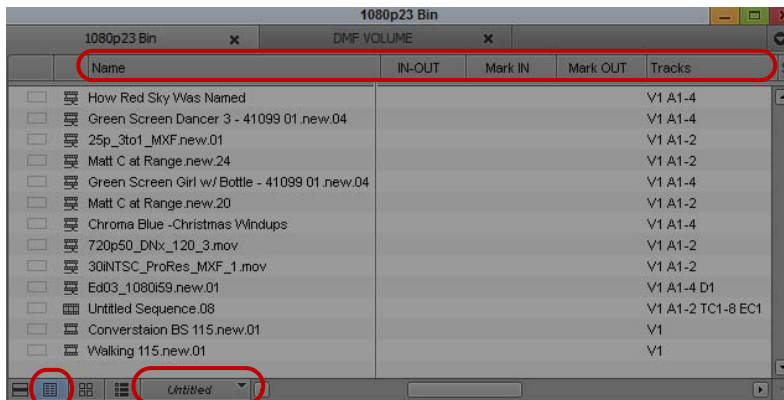 1080p23 Bin
1080p23 Bin DMF VOLUME
Name IN-OUT Mark IN Mark OUT Tracks
How Red Sky Was Named V1 A1-4
Green Screen Dancer 3 - 41099 01.new.04 V1 A1-4
25p_3to1_MXF.new.01 V1 A1-2
Matt C at Range.new.24 V1 A1-2
Green Screen Girl w/ Bottle - 41099 01.new.04 V1 A1-4
Matt C at Range.new.20 V1 A1-2
Chroma Blue -Christmas Windups V1 A1-4
720p50_DNx_120_3.mov V1 A1-2
30iNTSC_ProRes_MXF_1.mov V1 A1-2
Ed03_1080i59.new.01 V1 A1-4 D1
Untitled Sequence.08 V1 A1-2 TC1-8 EC1
Converstaion BS 115.new.01 V1
Walking 115.new.01 V1
Untitled